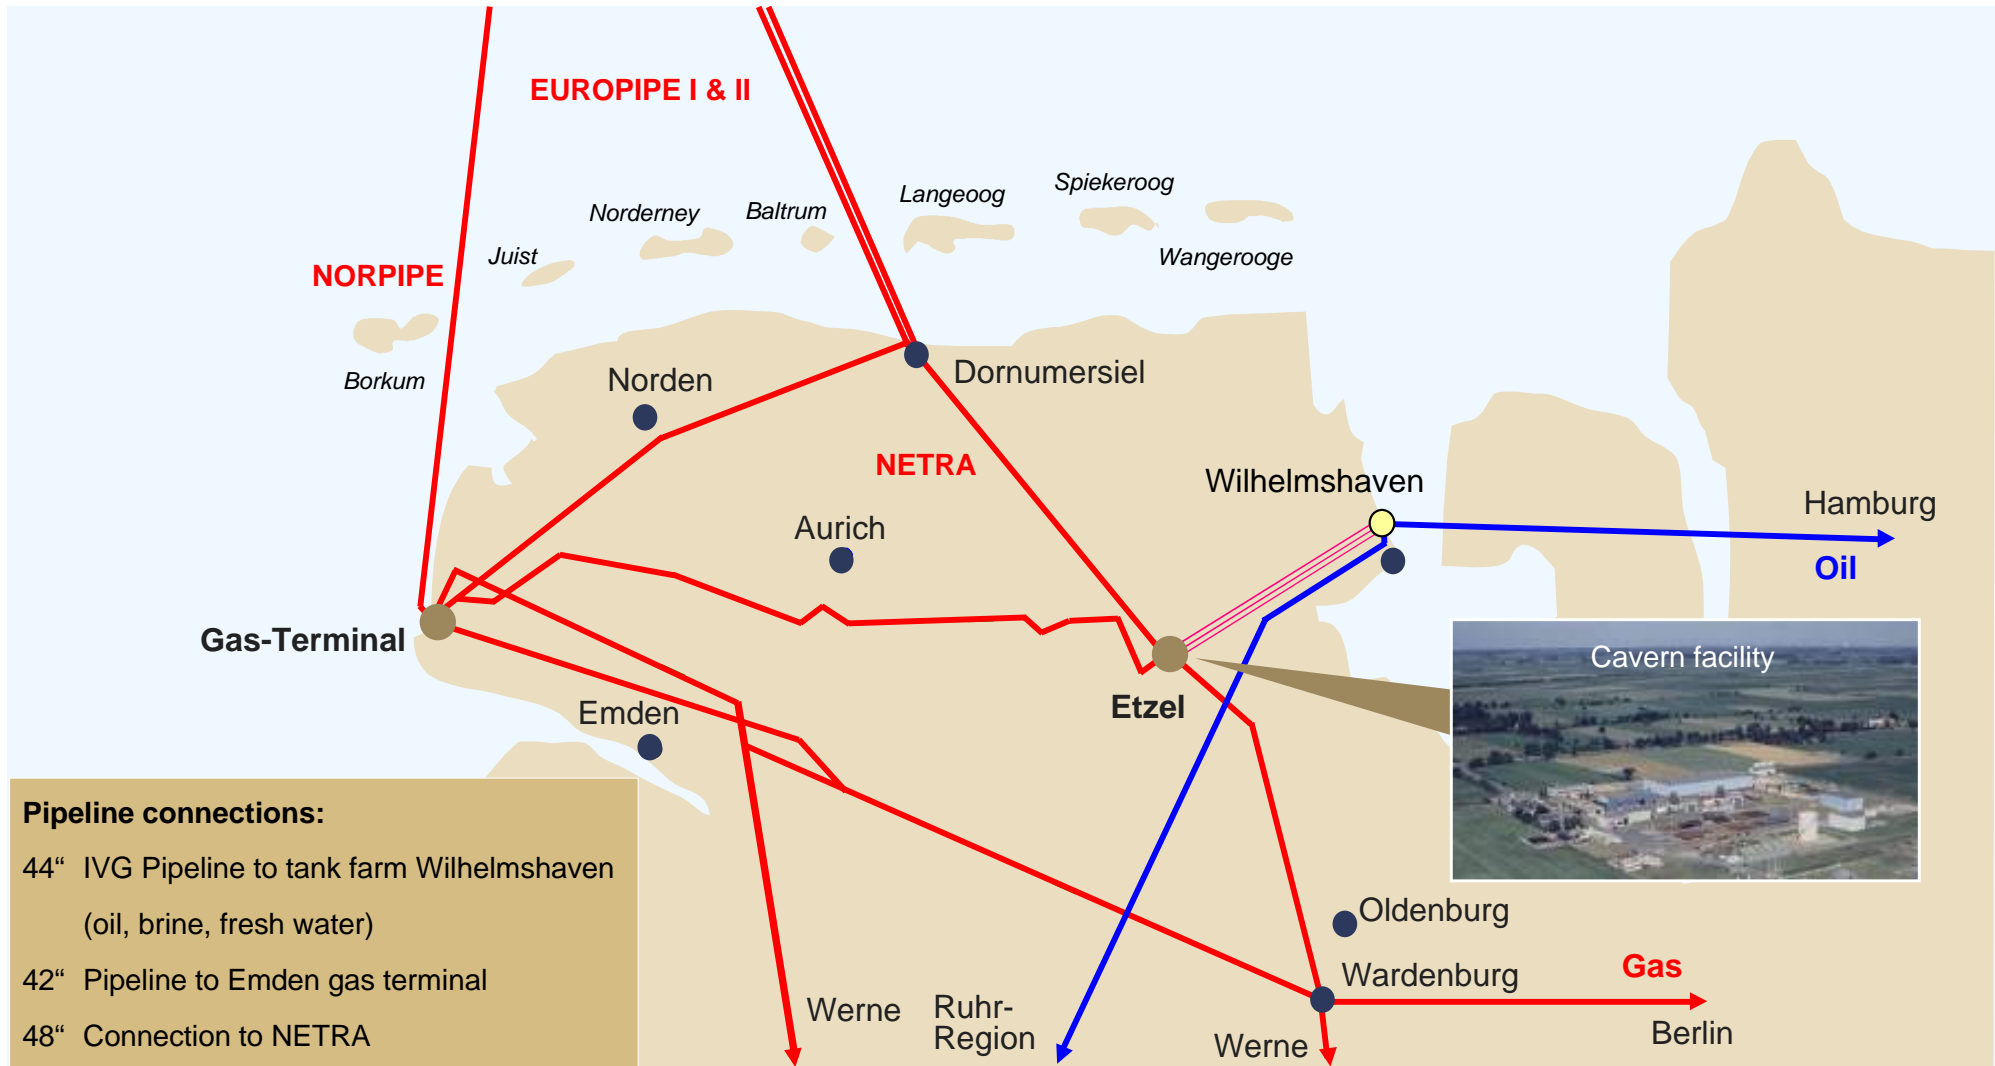 EUROPIPE I & II
Spiekeroog
Langeoog
Baltrum
Norderney
Juist
Wangerooge
NORPIPE
Borkum
Norden
Dornumersiel
NETRA
Wilhelmshaven
Hamburg
Oil
Aurich
Gas-Terminal
Cavern facility
Etzel
Emden
Pipeline connections:
44“ IVG Pipeline to tank farm Wilhelmshaven
(oil, brine, fresh water)
42“ Pipeline to Emden gas terminal
48“ Connection to NETRA
Oldenburg
Wardenburg
Gas
Berlin
Werne
Ruhr-
Region
Werne